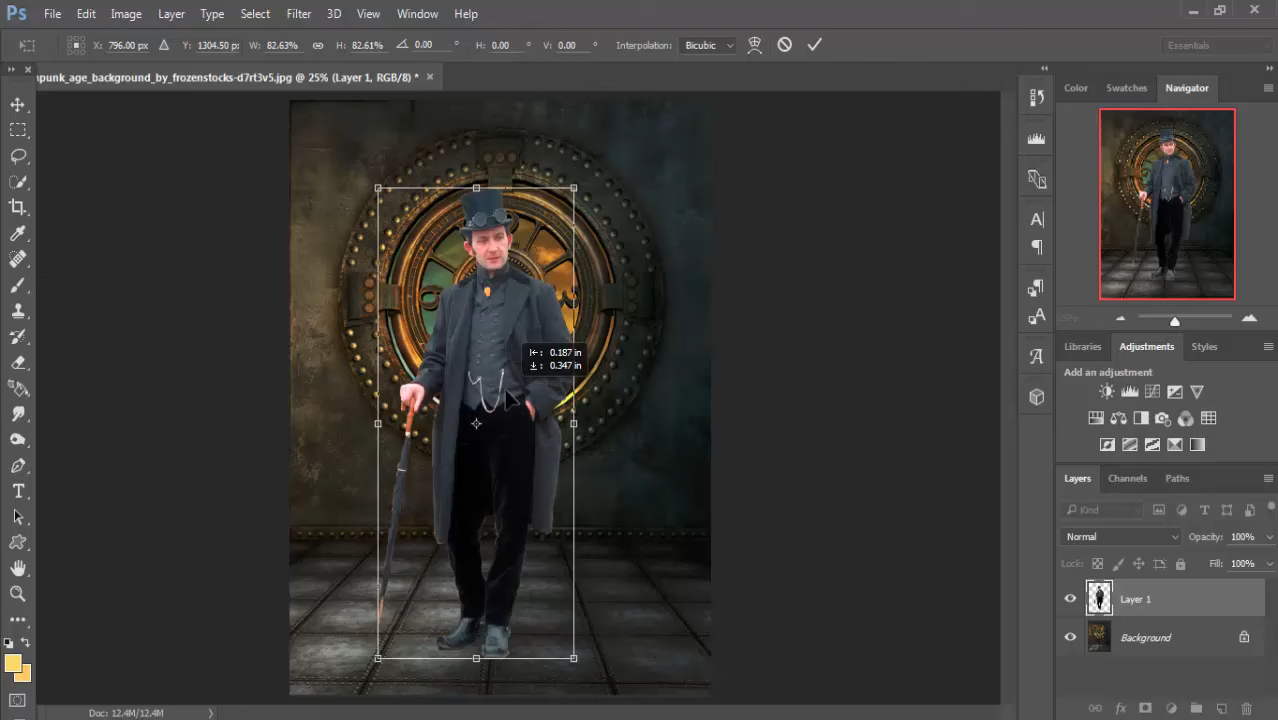 Ps File Edit Image Layer Type Select Filter 3D View Window Help
X: 796.00 px Y: 1304.50 p: W: 82.63% H: 82.61% 0.00 ° H: 0.00 ° V: 0.00 ° Interpolation: Bicubic Essentials
npunk_age_background_by_frozenstocks-d7rt3v5.jpg @ 25% (Layer 1, RGB/8) * ×
Color Swatches Navigator
0.187 in
0.347 in
Libraries Adjustments Styles
Add an adjustment
Layers Channels Paths
Kind
Normal Opacity: 100%
Lock: Fill: 100%
Layer 1
Background
Doc: 12.4M/12.4M